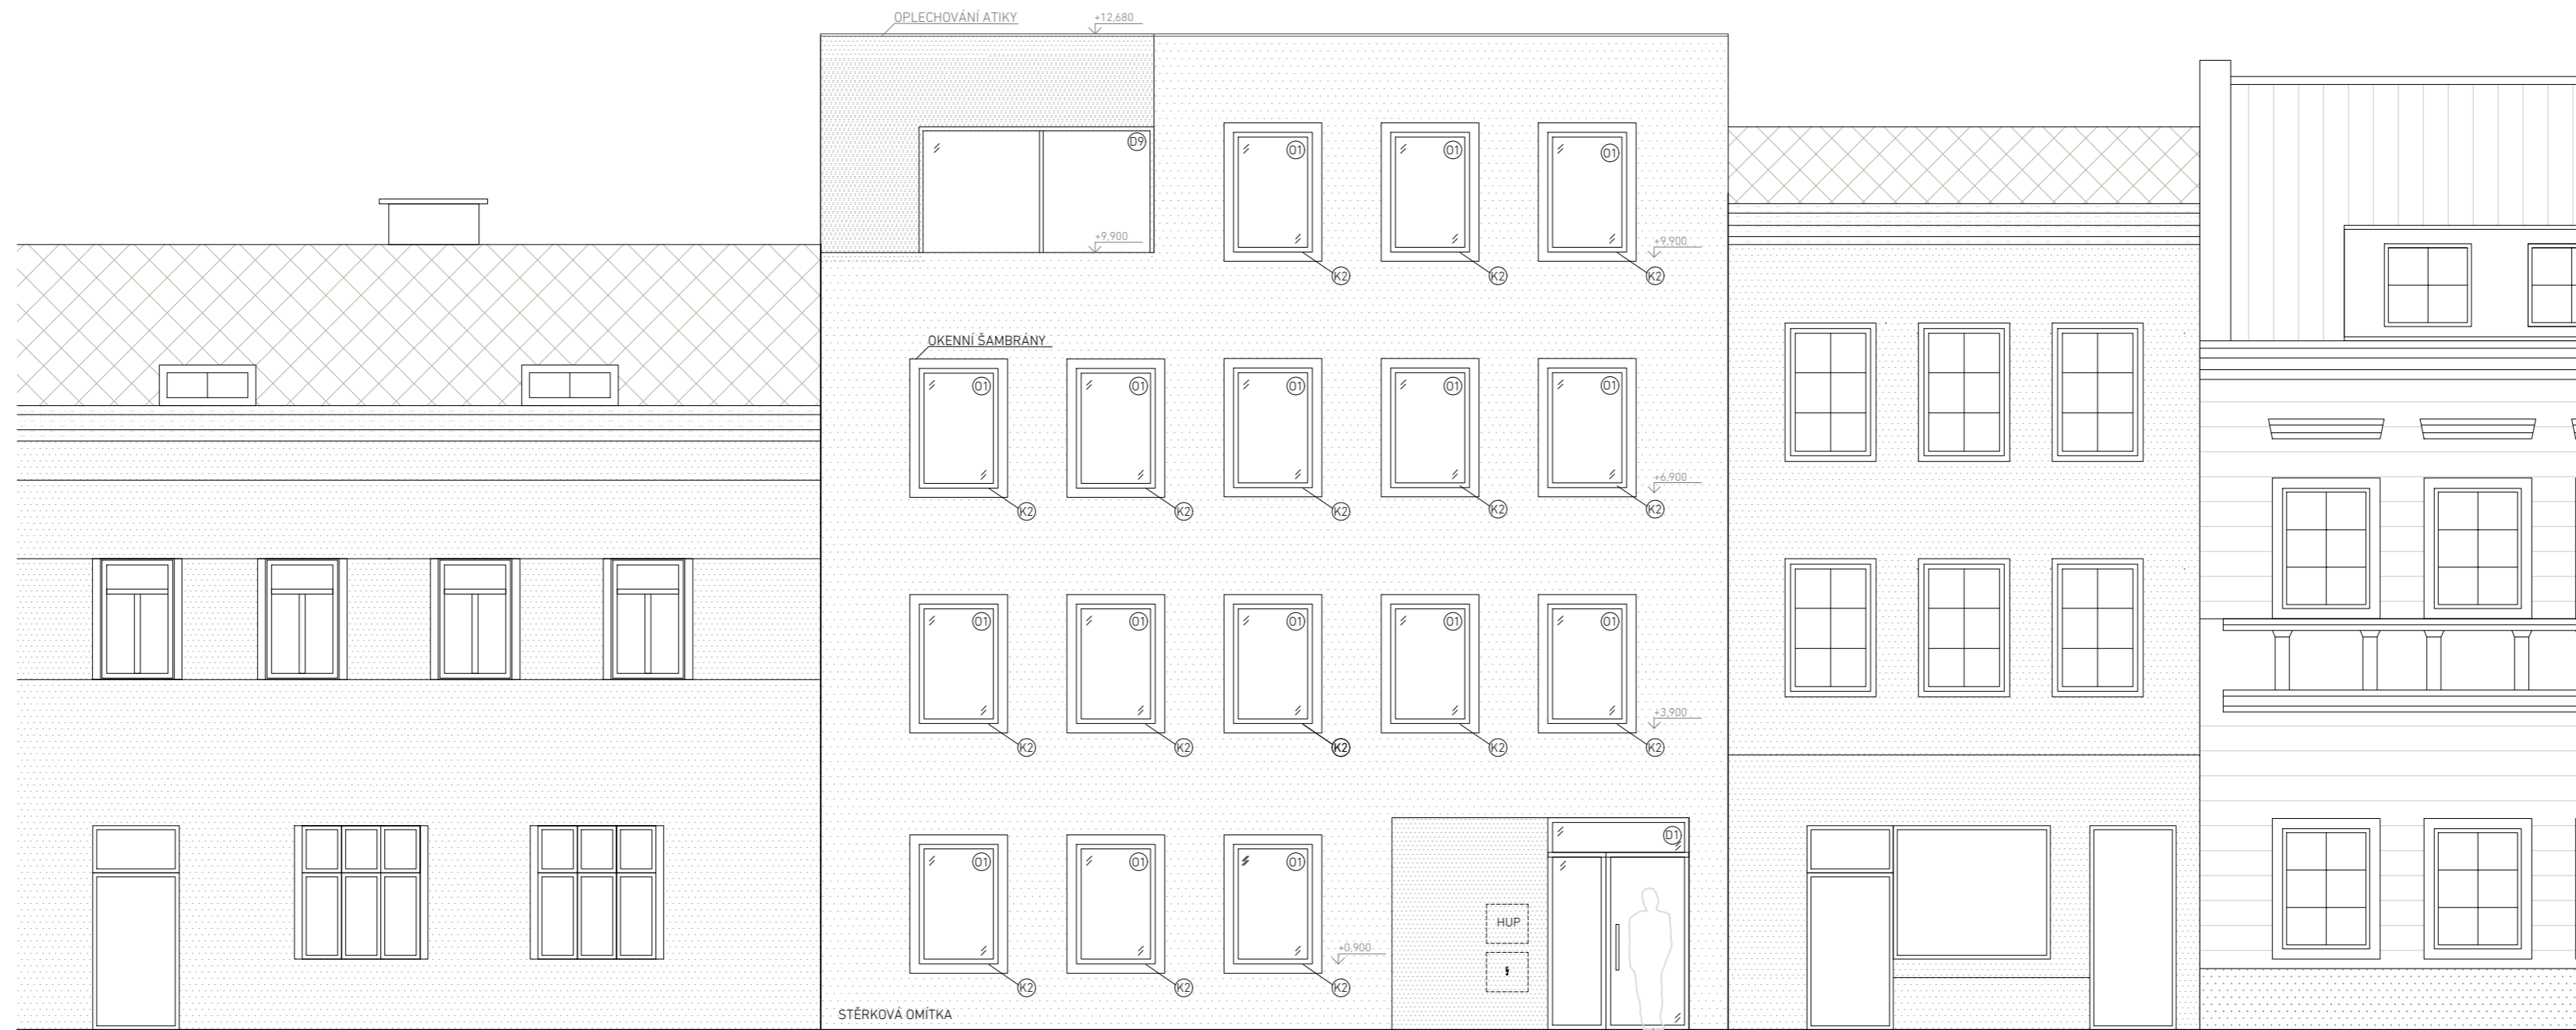 OPLECHOVÁNÍ ATIKY
+12,680
D9
O1 O1 O1
+9,900
+9,900
K2 K2 K2
OKENNÍ ŠAMBRÁNY
O1 O1 O1 O1 O1
+6,900
K2 K2 K2 K2 K2
O1 O1 O1 O1 O1
+3,900
K2 K2 K2 K2 K2
D1
O1 O1 O1
HUP
+0,900
K2 K2 K2
STĚRKOVÁ OMÍTKA